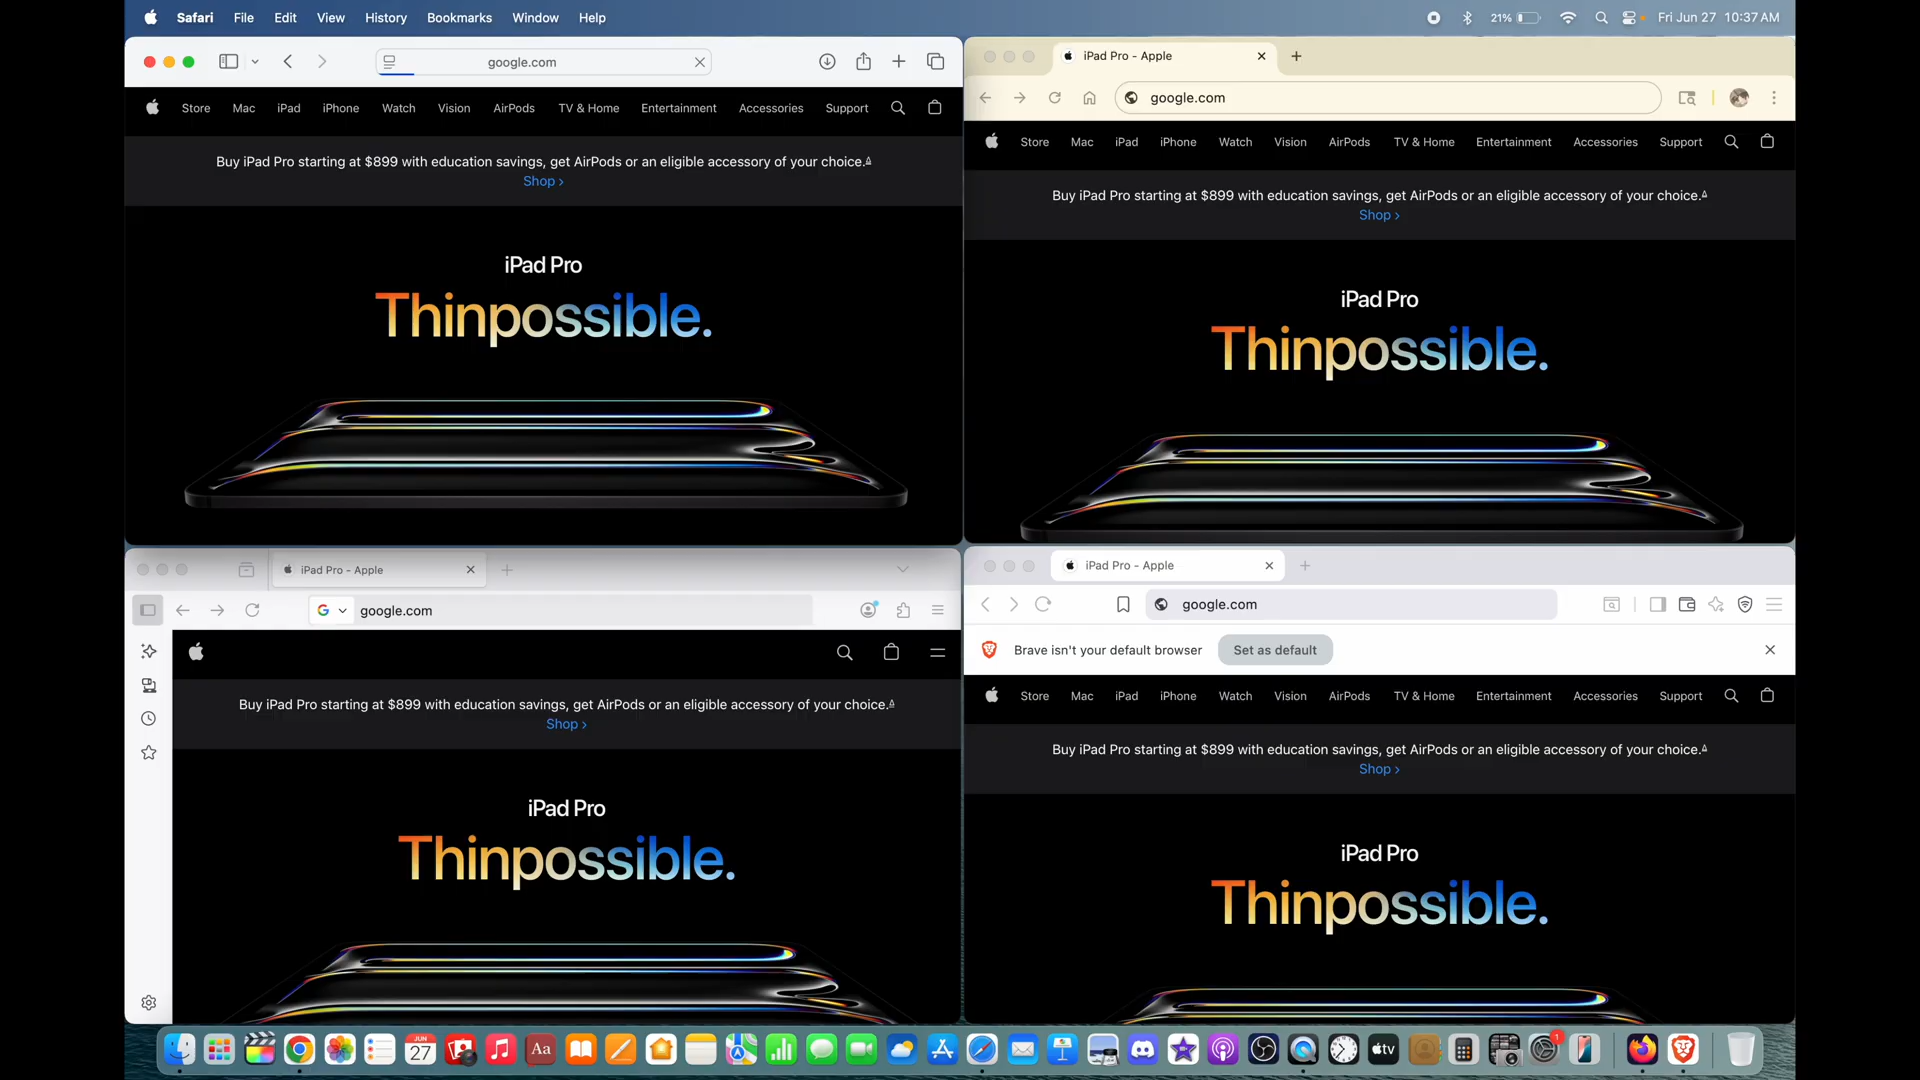 Safari File Edit View History Bookmarks Window Help
21% Fri Jun 27 10:37 AM
google.com
Store Mac iPad iPhone Watch Vision AirPods TV & Home Entertainment Accessories Support
Buy iPad Pro starting at $899 with education savings, get AirPods or an eligible accessory of your choice.∆
Shop >
iPad Pro
Thinpossible.
iPad Pro - Apple
google.com
Store Mac iPad iPhone Watch Vision AirPods TV & Home Entertainment Accessories Support
Buy iPad Pro starting at $899 with education savings, get AirPods or an eligible accessory of your choice.∆
Shop >
iPad Pro
Thinpossible.
iPad Pro - Apple
google.com
Buy iPad Pro starting at $899 with education savings, get AirPods or an eligible accessory of your choice.∆
Shop >
iPad Pro
Thinpossible.
iPad Pro - Apple
google.com
Brave isn't your default browser Set as default
Store Mac iPad iPhone Watch Vision AirPods TV & Home Entertainment Accessories Support
Buy iPad Pro starting at $899 with education savings, get AirPods or an eligible accessory of your choice.∆
Shop >
iPad Pro
Thinpossible.
JUN
27
Aa
tv
1